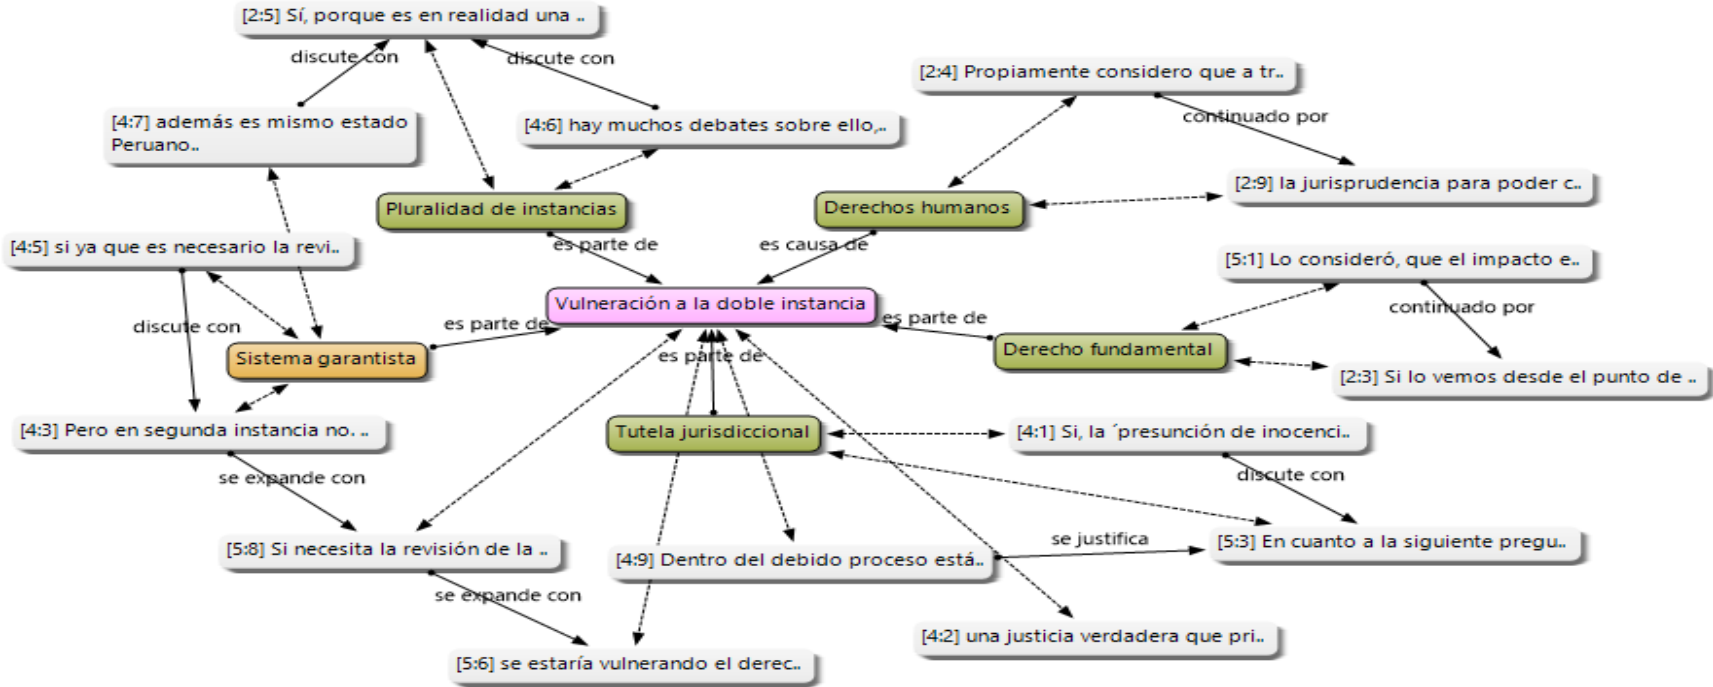 [2:5] Sí, porque es en realidad una ..
discute con
discute con
[2:4] Propiamente considero que a tr..
continuado por
[4:7] además es mismo estado
Peruano..
[4:6] hay muchos debates sobre ello,..
[2:9] la jurisprudencia para poder c..
Pluralidad de instancias
Derechos humanos
[4:5] si ya que es necesario la revi..
es parte de
es causa de
[5:1] Lo consideró, que el impacto e..
Vulneración a la doble instancia
continuado por
discute con
es parte de
es parte de
Sistema garantista
es parte de
Derecho fundamental
[2:3] Si lo vemos desde el punto de ..
[4:3] Pero en segunda instancia no. ..
Tutela jurisdiccional
[4:1] Si, la ´presunción de inocenci..
se expande con
discute con
[5:8] Si necesita la revisión de la ..
[4:9] Dentro del debido proceso está..
se justifica
[5:3] En cuanto a la siguiente pregu..
se expande con
[4:2] una justicia verdadera que pri..
[5:6] se estaría vulnerando el derec..